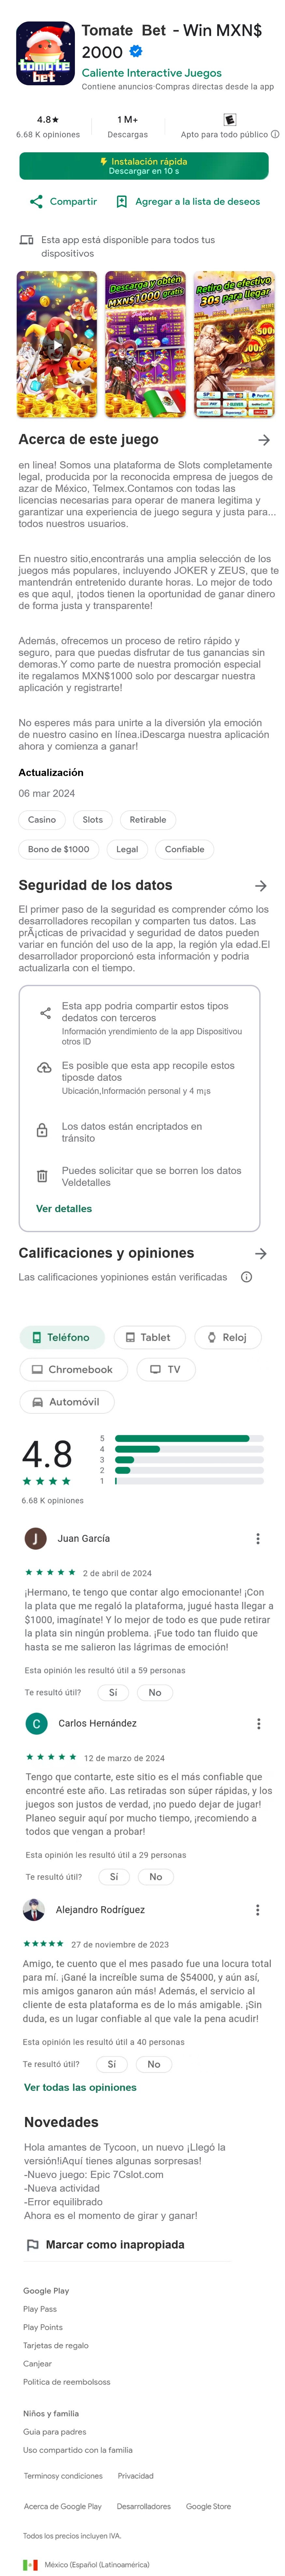 tomate
bet
Tomate Bet - Win MXN$
2000
Caliente Interactive Juegos
Contiene anuncios·Compras directas desde la app
4.8★
6.68 K opiniones
1 M+
Descargas
E
Apto para todo público
Instalación rápida
Descargar en 10 s
Compartir
Agregar a la lista de deseos
Esta app está disponible para todos tus
dispositivos
Descarga y obtén
MXN$1000 gratis
Jewels
Retiro de efectivo
30s para llegar
500x
PayPal
Acerca de este juego
en linea! Somos una plataforma de Slots completamente
legal, producida por la reconocida empresa de juegos de
azar de México, Telmex.Contamos con todas las
licencias necesarias para operar de manera legitima y
garantizar una experiencia de juego segura y justa para...
todos nuestros usuarios.
En nuestro sitio,encontrarás una amplia selección de los
juegos más populares, incluyendo JOKER y ZEUS, que te
mantendrán entretenido durante horas. Lo mejor de todo
es que aquí, ¡todos tienen la oportunidad de ganar dinero
de forma justa y transparente!
Además, ofrecemos un proceso de retiro rápido y
seguro, para que puedas disfrutar de tus ganancias sin
demoras.Y como parte de nuestra promoción especial
ite regalamos MXN$1000 solo por descargar nuestra
aplicación y registrarte!
No esperes más para unirte a la diversión yla emoción
de nuestro casino en línea.iDescarga nuestra aplicación
ahora y comienza a ganar!
Actualización
06 mar 2024
Casino
Slots
Retirable
Bono de $1000
Legal
Confiable
Seguridad de los datos
El primer paso de la seguridad es comprender cómo los
desarrolladores recopilan y comparten tus datos. Las
prÃ¡cticas de privacidad y seguridad de datos pueden
variar en función del uso de la app, la región yla edad.El
desarrollador proporcionó esta información y podria
actualizarla con el tiempo.
Esta app podria compartir estos tipos
dedatos con terceros
Información yrendimiento de la app Dispositivou
otros ID
Es posible que esta app recopile estos
tiposde datos
Ubicación,Información personal y 4 m¡s
Los datos están encriptados en
tránsito
Puedes solicitar que se borren los datos
Veldetalles
Ver detalles
Calificaciones y opiniones
Las calificaciones yopiniones están verificadas
Teléfono
Tablet
Reloj
Chromebook
TV
Automóvil
4.8
5
4
3
2
1
6.68 K opiniones
J
Juan García
2 de abril de 2024
¡Hermano, te tengo que contar algo emocionante! ¡Con
la plata que me regaló la plataforma, jugué hasta llegar a
$1000, imagínate! Y lo mejor de todo es que pude retirar
la plata sin ningún problema. ¡Fue todo tan fluido que
hasta se me salieron las lágrimas de emoción!
Esta opinión les resultó útil a 59 personas
Te resultó útil?
Sí
No
C
Carlos Hernández
12 de marzo de 2024
Tengo que contarte, este sitio es el más confiable que
encontré este año. Las retiradas son súper rápidas, y los
juegos son justos de verdad, ¡no puedo dejar de jugar!
Planeo seguir aquí por mucho tiempo, ¡recomiendo a
todos que vengan a probar!
Esta opinión les resultó útil a 29 personas
Te resultó útil?
Sí
No
Alejandro Rodríguez
27 de noviembre de 2023
Amigo, te cuento que el mes pasado fue una locura total
para mí. ¡Gané la increíble suma de $54000, y aún así,
mis amigos ganaron aún más! Además, el servicio al
cliente de esta plataforma es de lo más amigable. ¡Sin
duda, es un lugar confiable al que vale la pena acudir!
Esta opinión les resultó útil a 40 personas
Te resultó útil?
Sí
No
Ver todas las opiniones
Novedades
Hola amantes de Tycoon, un nuevo ¡Llegó la
versión!iAquí tienes algunas sorpresas!
-Nuevo juego: Epic 7Cslot.com
-Nueva actividad
-Error equilibrado
Ahora es el momento de girar y ganar!
Marcar como inapropiada
Google Play
Play Pass
Play Points
Tarjetas de regalo
Canjear
Politica de reembolsoss
Niños y familia
Guia para padres
Uso compartido con la familia
Terminosy condiciones
Privacidad
Acerca de Google Play
Desarrolladores
Google Store
Todos los precios incluyen IVA.
México (Español (Latinoamérica)